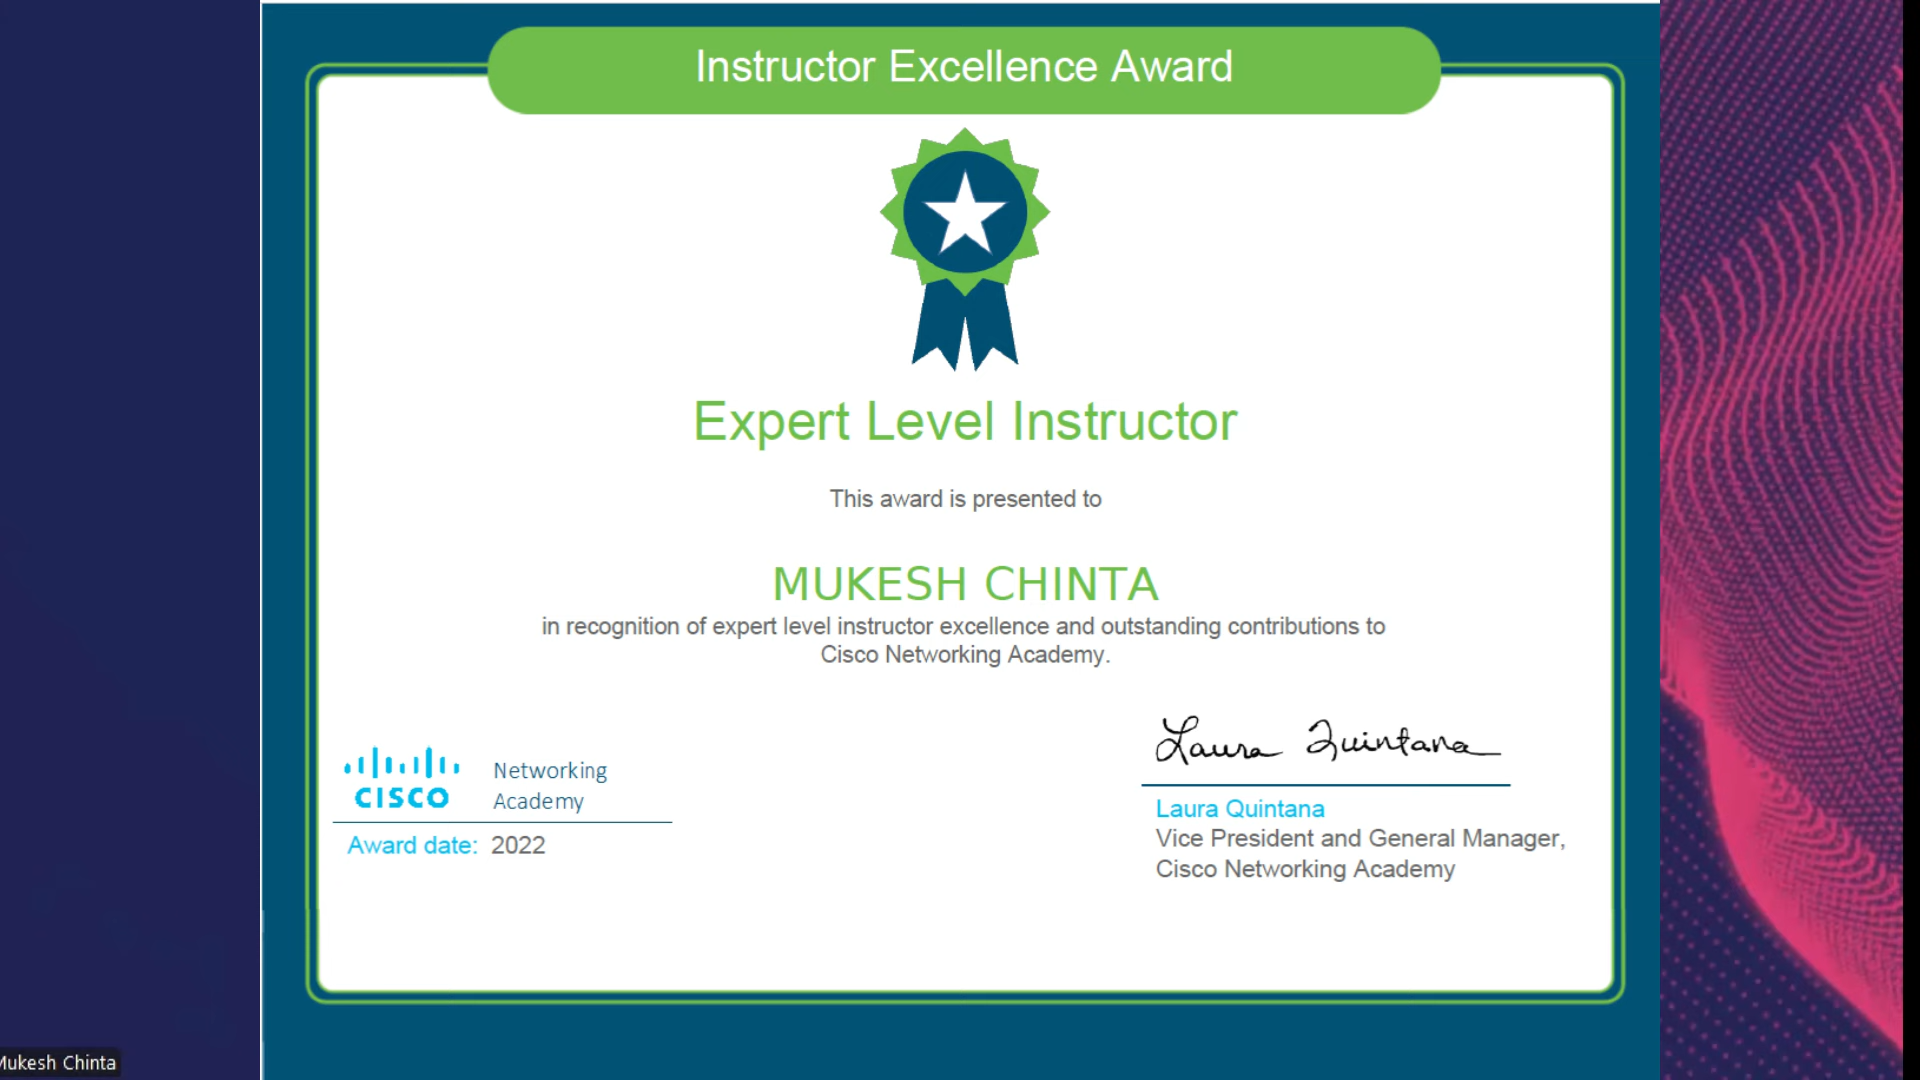 Instructor Excellence Award
Expert Level Instructor
This award is presented to
MUKESH CHINTA
in recognition of expert level instructor excellence and outstanding contributions to
Cisco Networking Academy.
CISCO
Networking
Academy
Award date: 2022
Laura Quintana
Laura Quintana
Vice President and General Manager,
Cisco Networking Academy
Mukesh Chinta